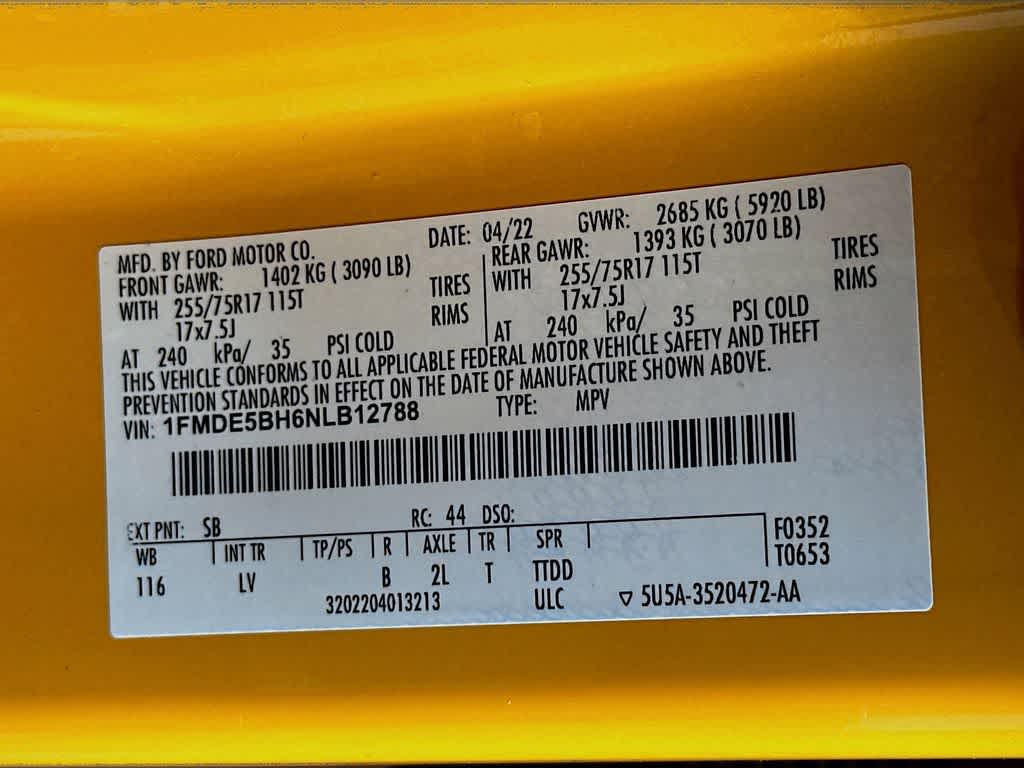 MFD. BY FORD MOTOR CO. DATE: 04/22 GVWR: 2685 KG ( 5920 LB)
FRONT GAWR: 1402 KG ( 3090 LB) REAR GAWR: 1393 KG ( 3070 LB)
WITH 255/75R17 115T TIRES WITH 255/75R17 115T TIRES
17x7.5J RIMS 17x7.5J RIMS
AT 240 kPa/ 35 PSI COLD AT 240 kPa/ 35 PSI COLD
THIS VEHICLE CONFORMS TO ALL APPLICABLE FEDERAL MOTOR VEHICLE SAFETY AND THEFT
PREVENTION STANDARDS IN EFFECT ON THE DATE OF MANUFACTURE SHOWN ABOVE.
VIN: 1FMDE5BH6NLB12788 TYPE: MPV
EXT PNT: SB RC: 44 DSO: F0352
WB INT TR TP/PS R AXLE TR SPR T0653
116 LV B 2L T TTDD
3202204013213 ULC ▽ 5U5A-3520472-AA